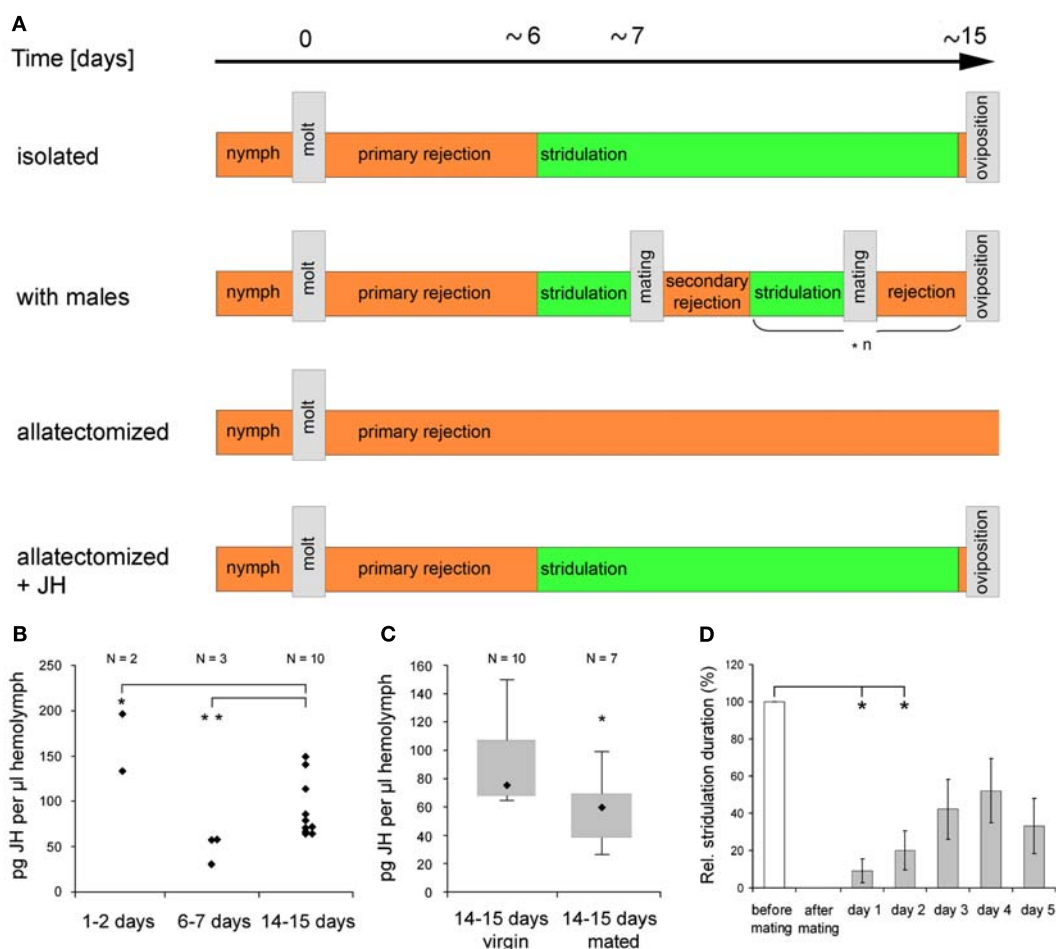 A
Time [days]
0
~ 6
~ 7
~15
isolated
nymph
molt
primary rejection
stridulation
oviposition
with males
nymph
molt
primary rejection
stridulation
mating
secondary
rejection
stridulation
mating
rejection
oviposition
* n
allatectomized
nymph
molt
primary rejection
allatectomized
+ JH
nymph
molt
primary rejection
stridulation
oviposition
B
N = 2
N = 3
N = 10
pg JH per µl hemolymph
250
200
150
100
50
0
*
* *
1-2 days
6-7 days
14-15 days
C
N = 10
N = 7
pg JH per µl hemolymph
160
140
120
100
80
60
40
20
0
*
14-15 days
virgin
14-15 days
mated
D
Rel. stridulation duration (%)
120
100
80
60
40
20
0
*
*
before
mating
after
mating
day 1
day 2
day 3
day 4
day 5